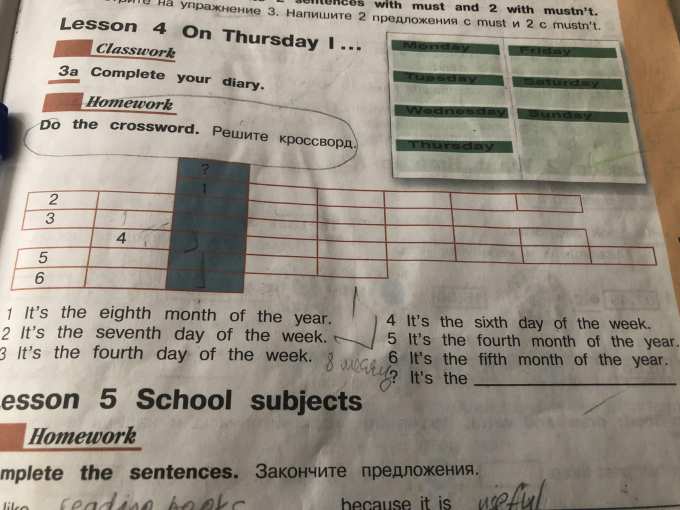 на упражнение 3. Напишите 2 предложения с must и 2 с mustn't.
sentences with must and 2 with mustn't.
Lesson 4 On Thursday I ...
Classwork
3a Complete your diary.
Homework
Do the crossword. Решите кроссворд.
Monday
Friday
Tuesday
Saturday
Wednesday
Sunday
Thursday
?
1
2
3
4
5
6
1 It's the eighth month of the year.
2 It's the seventh day of the week.
3 It's the fourth day of the week.
4 It's the sixth day of the week.
5 It's the fourth month of the year.
6 It's the fifth month of the year.
? It's the
esson 5 School subjects
Homework
mplete the sentences. Закончите предложения.
like reading books because it is useful